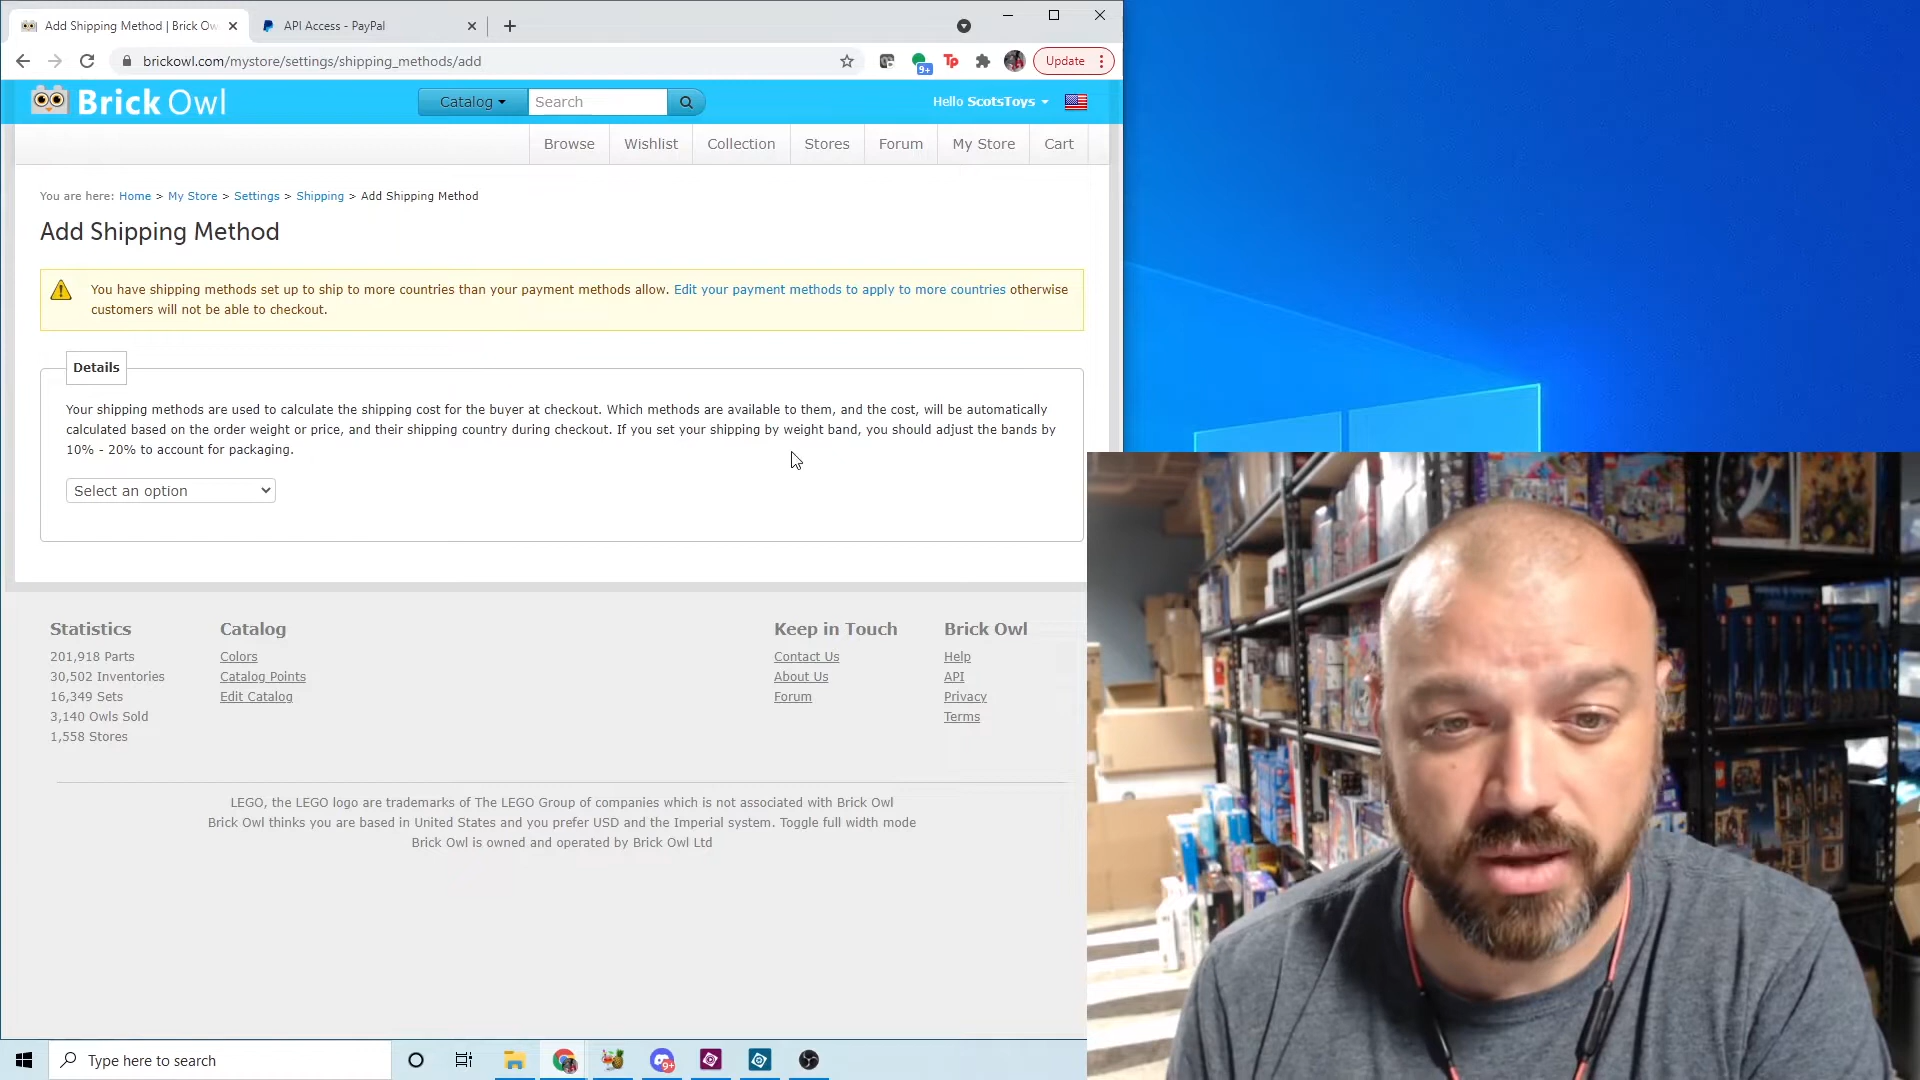 Add Shipping Method | Brick Ow
API Access - PayPal
brickowl.com/mystore/settings/shipping_methods/add
9+
Tp
Update
Brick Owl
Catalog
Search
Hello ScotsToys
Browse
Wishlist
Collection
Stores
Forum
My Store
Cart
You are here: Home > My Store > Settings > Shipping > Add Shipping Method
Add Shipping Method
You have shipping methods set up to ship to more countries than your payment methods allow. Edit your payment methods to apply to more countries otherwise
customers will not be able to checkout.
Details
Your shipping methods are used to calculate the shipping cost for the buyer at checkout. Which methods are available to them, and the cost, will be automatically
calculated based on the order weight or price, and their shipping country during checkout. If you set your shipping by weight band, you should adjust the bands by
10% - 20% to account for packaging.
Select an option
Statistics
201,918 Parts
30,502 Inventories
16,349 Sets
3,140 Owls Sold
1,558 Stores
Catalog
Colors
Catalog Points
Edit Catalog
Keep in Touch
Contact Us
About Us
Forum
Brick Owl
Help
API
Privacy
Terms
LEGO, the LEGO logo are trademarks of The LEGO Group of companies which is not associated with Brick Owl
Brick Owl thinks you are based in United States and you prefer USD and the Imperial system. Toggle full width mode
Brick Owl is owned and operated by Brick Owl Ltd
Type here to search
9+